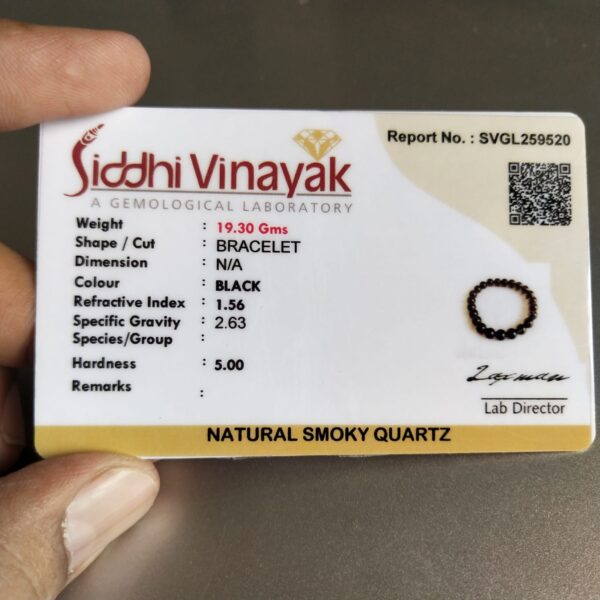 Siddhi Vinayak
A GEMOLOGICAL LABORATORY
Report No. : SVGL259520
Weight : 19.30 Gms
Shape / Cut : BRACELET
Dimension : N/A
Colour : BLACK
Refractive Index : 1.56
Specific Gravity : 2.63
Species/Group :
Hardness 5.00
Remarks :
Laxman
Lab Director
NATURAL SMOKY QUARTZ